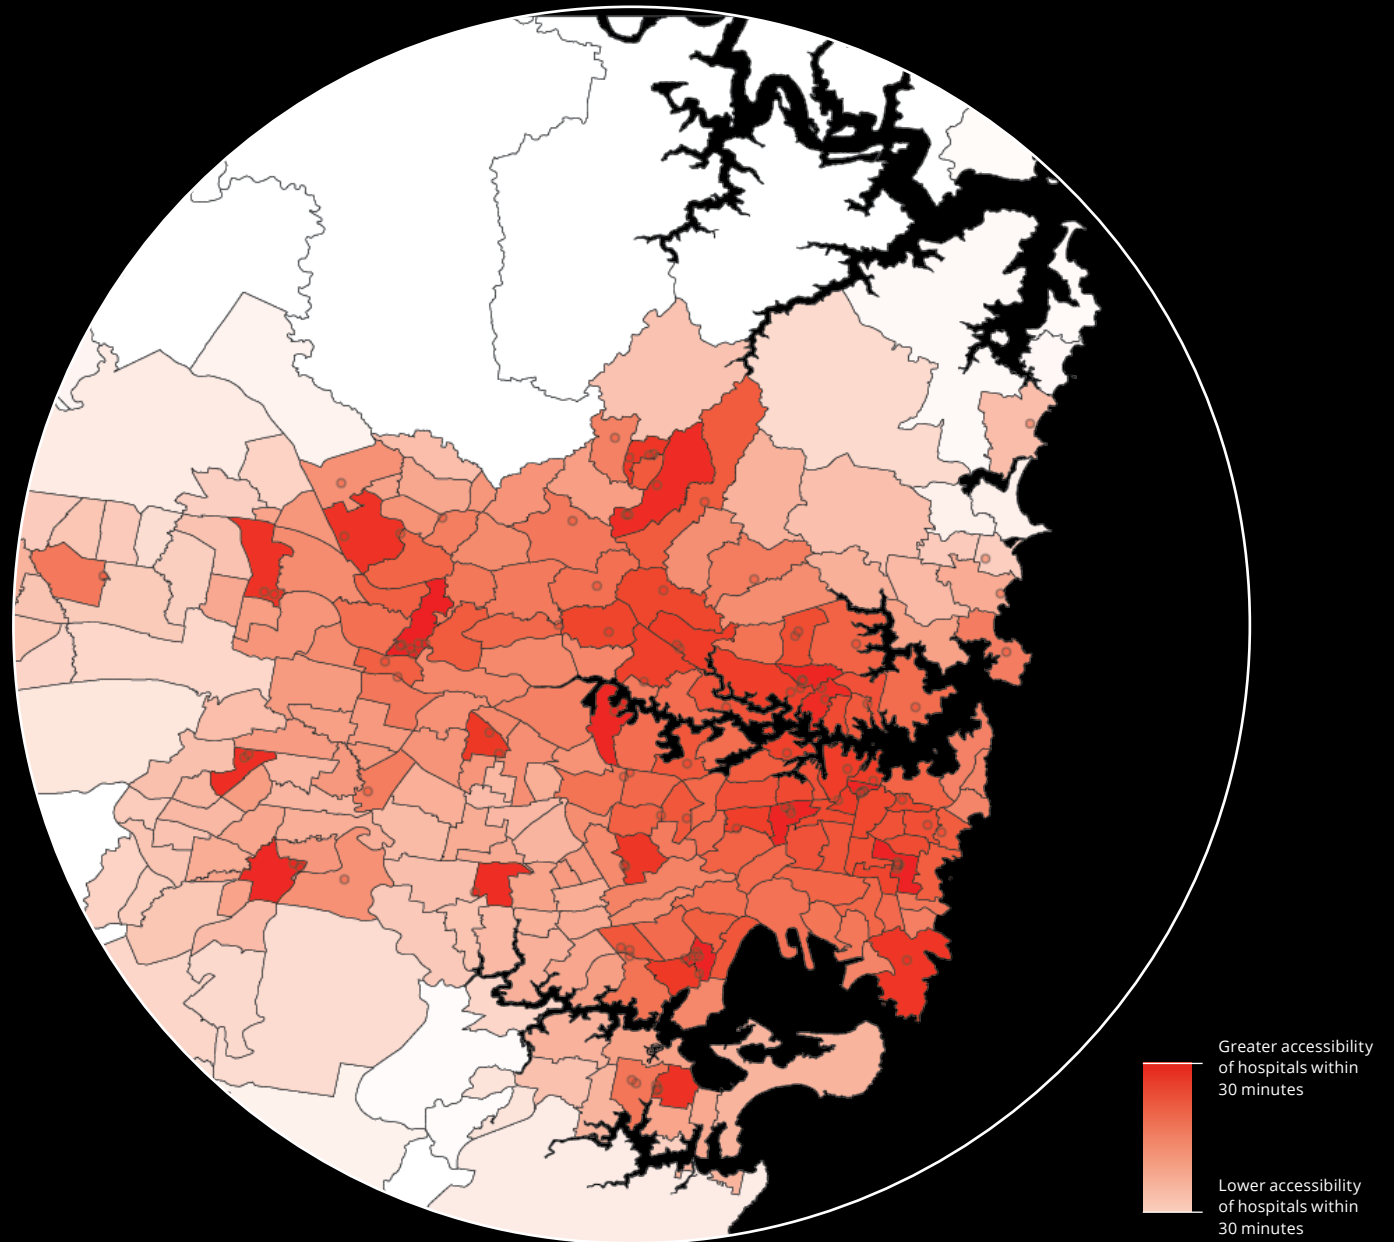 Greater accessibility
of hospitals within
30 minutes
Lower accessibility
of hospitals within
30 minutes